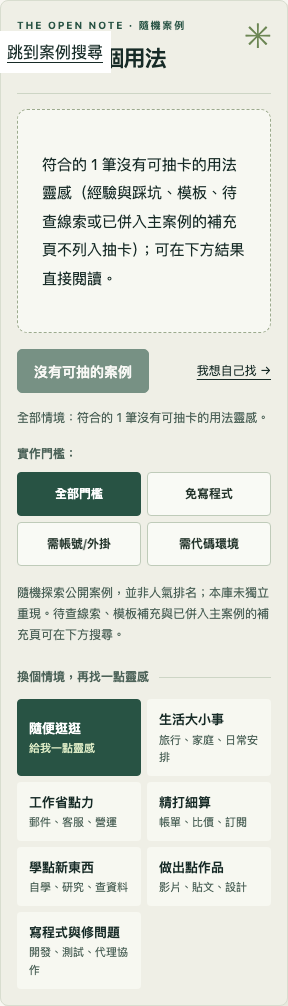 THE OPEN NOTE · 隨機案例
跳到案例搜尋
個用法
符合的 1 筆沒有可抽卡的用法
靈感（經驗與踩坑、模板、待
查線索或已併入主案例的補充
頁不列入抽卡）；可在下方結果
直接閱讀。
沒有可抽的案例
我想自己找 →
全部情境：符合的 1 筆沒有可抽卡的用法靈感。
實作門檻：
全部門檻
免寫程式
需帳號/外掛
需代碼環境
隨機探索公開案例，並非人氣排名；本庫未獨立
重現。待查線索、模板補充與已併入主案例的補
充頁可在下方搜尋。
換個情境，再找一點靈感
隨便逛逛
給我一點靈感
生活大小事
旅行、家庭、日常安
排
工作省點力
郵件、客服、營運
精打細算
帳單、比價、訂閱
學點新東西
自學、研究、查資料
做出點作品
影片、貼文、設計
寫程式與修問題
開發、測試、代理協
作